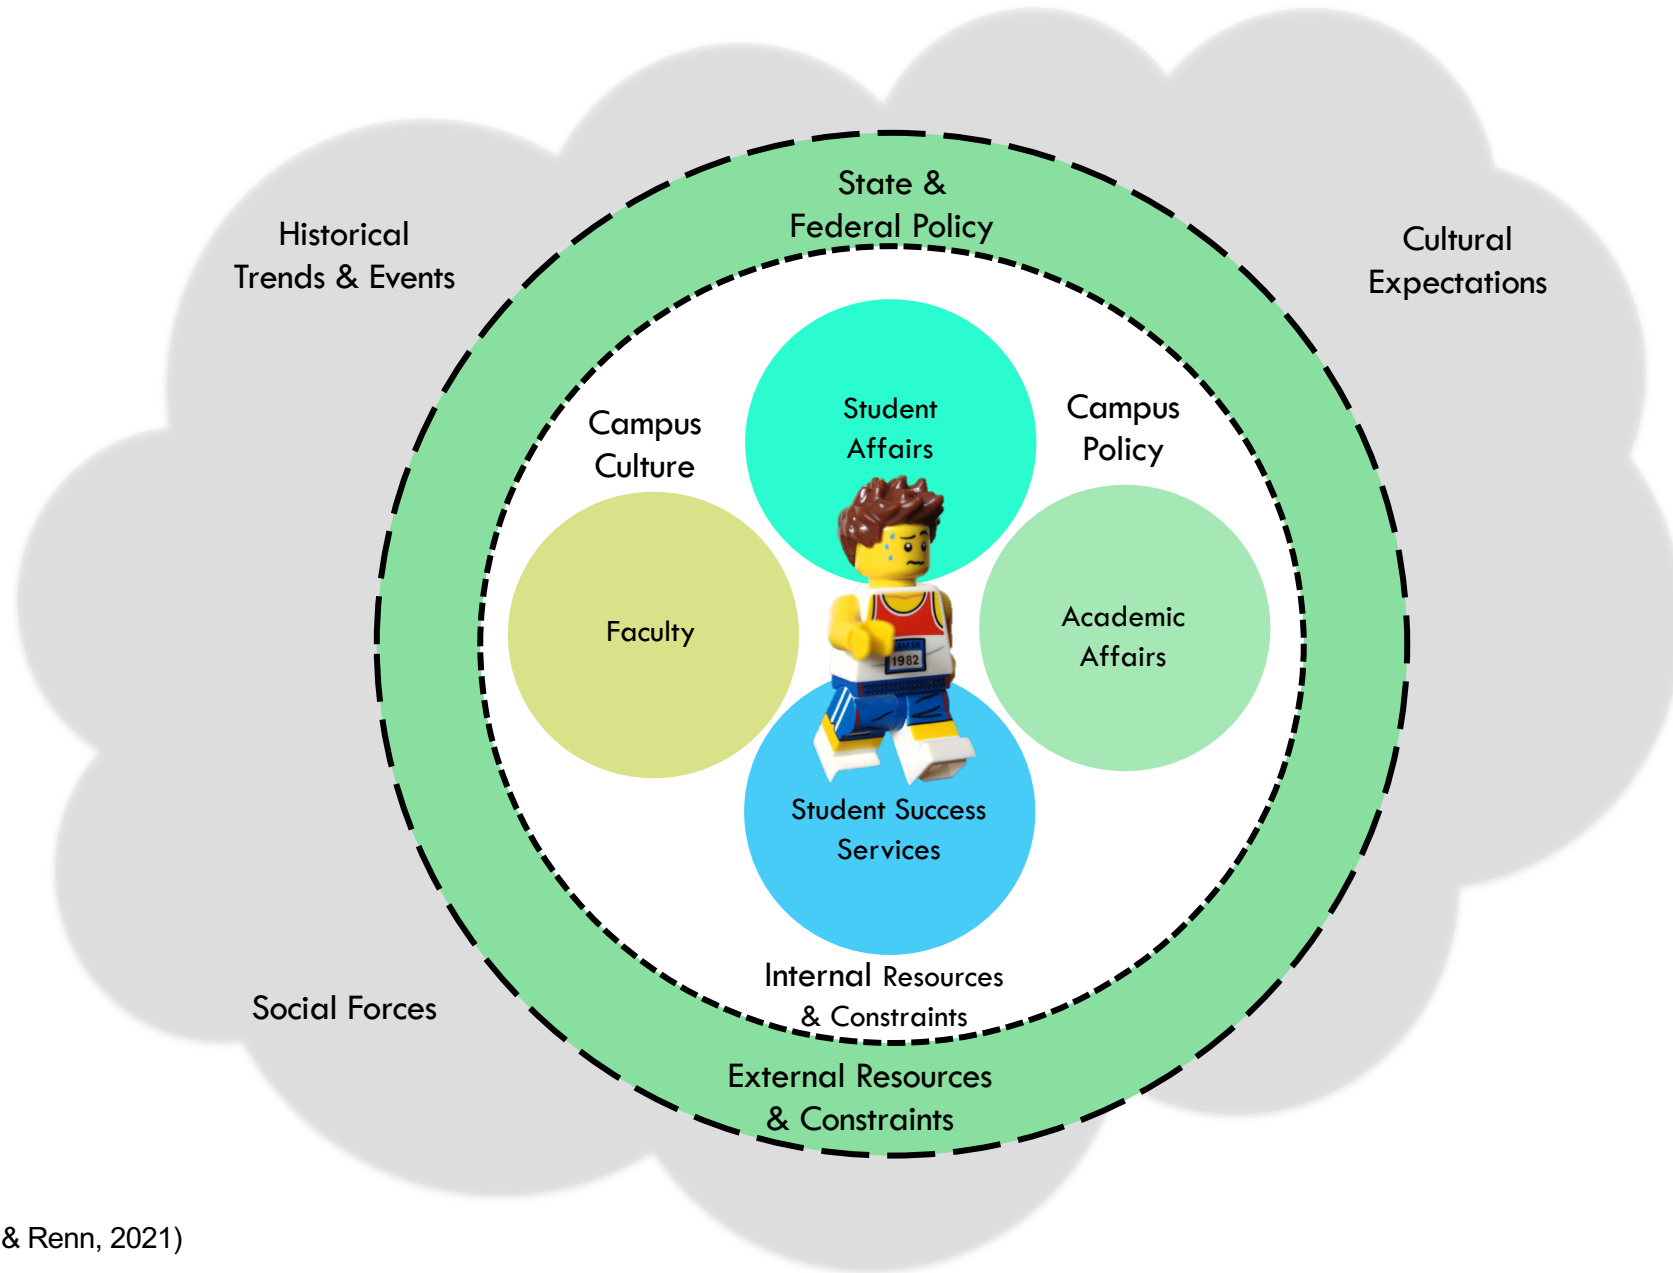 State &
Federal Policy
Historical
Trends & Events
Cultural
Expectations
Student
Affairs
Campus
Culture
Campus
Policy
Faculty
Academic
Affairs
1982
Student Success
Services
Internal Resources
& Constraints
Social Forces
External Resources
& Constraints
& Renn, 2021)